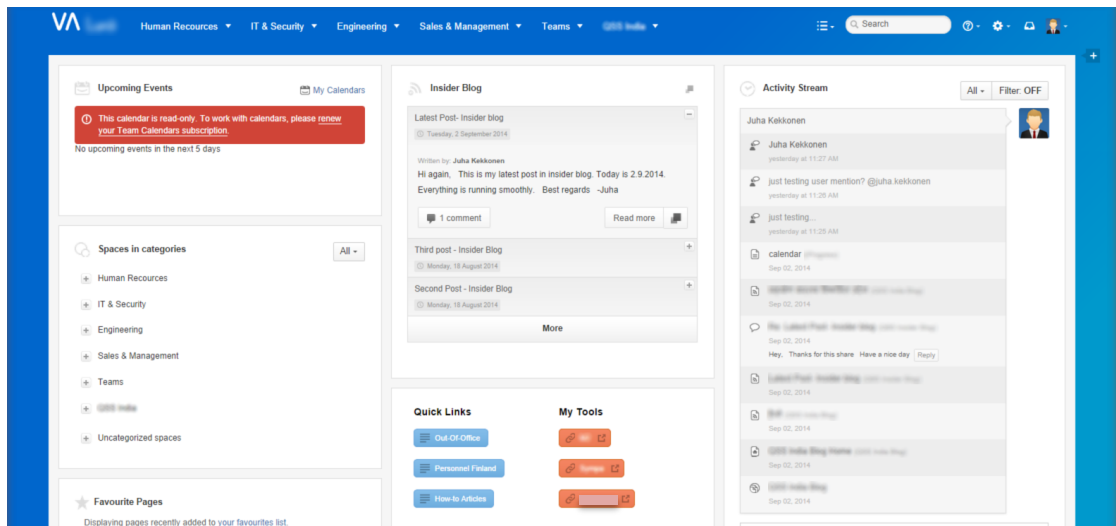 VA
Human Recources
IT & Security
Engineering
Sales & Management
Teams
Search
Upcoming Events
My Calendars
This calendar is read-only. To work with calendars, please renew
your Team Calendars subscription.
No upcoming events in the next 5 days
Spaces in categories
All
Human Recources
IT & Security
Engineering
Sales & Management
Teams
Uncategorized spaces
Favourite Pages
Displaying pages recently added to your favourites list.
Insider Blog
Latest Post- Insider blog
Tuesday, 2 September 2014
Written by: Juha Kekkonen
Hi again, This is my latest post in insider blog. Today is 2.9.2014.
Everything is running smoothly. Best regards -Juha
1 comment
Read more
Third post - Insider Blog
Monday, 18 August 2014
Second Post - Insider Blog
Monday, 18 August 2014
More
Quick Links
Out-Of-Office
Personnel Finland
How-to Articles
My Tools
Activity Stream
All
Filter: OFF
Juha Kekkonen
Juha Kekkonen
yesterday at 11:27 AM
just testing user mention? @juha.kekkonen
yesterday at 11:26 AM
just testing...
yesterday at 11:25 AM
calendar
Sep 02, 2014
Sep 02, 2014
Sep 02, 2014
Hey, Thanks for this share Have a nice day Reply
Sep 02, 2014
Sep 02, 2014
Sep 02, 2014
Sep 02, 2014